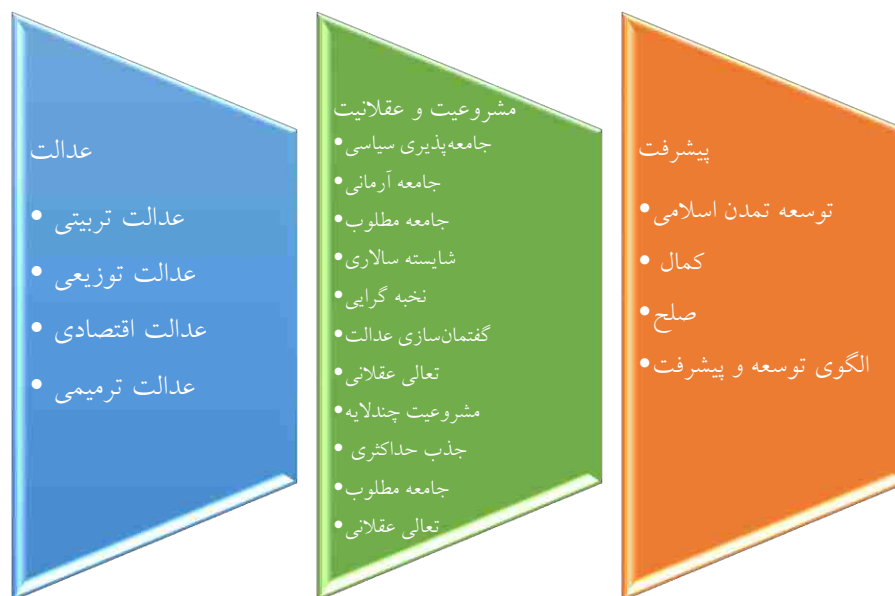 عدالت
• عدالت تربیتی
• عدالت توزیعی
• عدالت اقتصادی
• عدالت ترمیمی
مشروعیت و عقلانیت
•جامعه‌پذیری سیاسی
•جامعه آرمانی
•جامعه مطلوب
•شایسته سالاری
•نخبه گرایی
•گفتمان‌سازی عدالت
•تعالی عقلانی
•مشروعیت چندلایه
•جذب حداکثری
•جامعه مطلوب
•تعالی عقلانی
پیشرفت
•توسعه تمدن اسلامی
• کمال
•صلح
•الگوی توسعه و پیشرفت